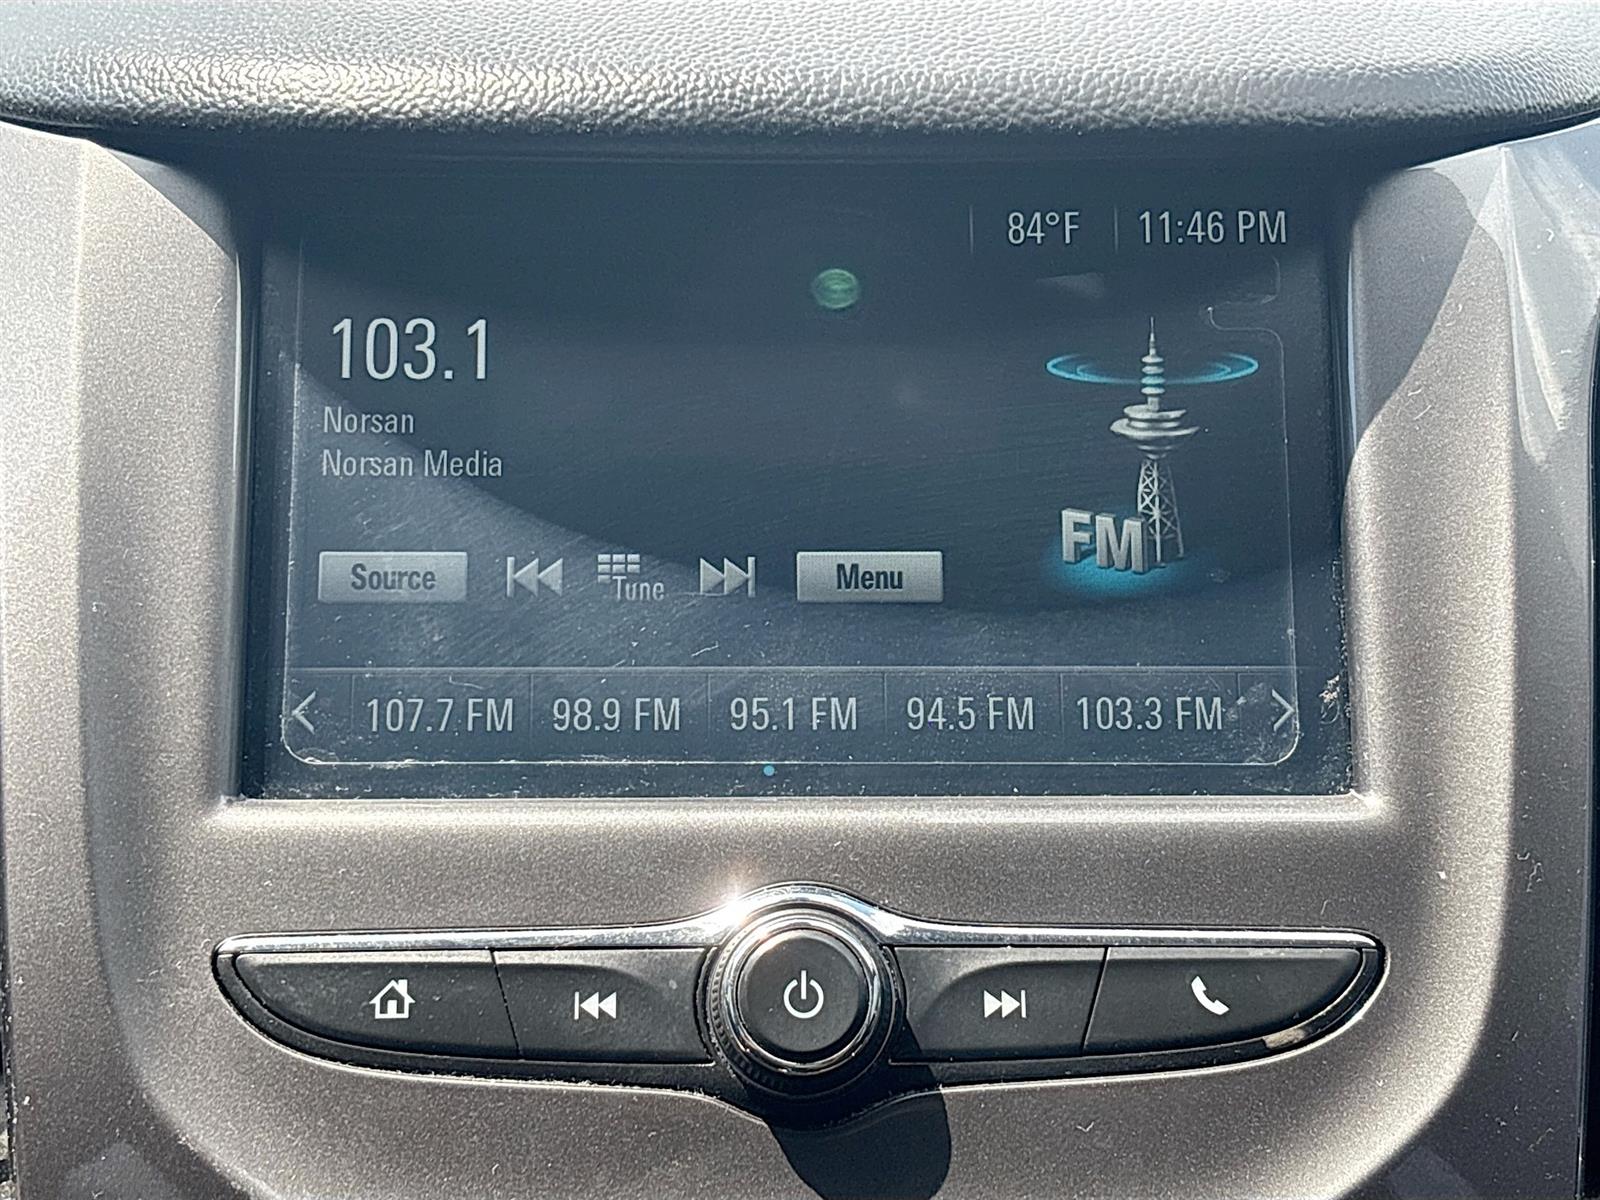 84°F 11:46 PM
103.1
Norsan
Norsan Media
FM
Source Tune Menu
107.7 FM 98.9 FM 95.1 FM 94.5 FM 103.3 FM